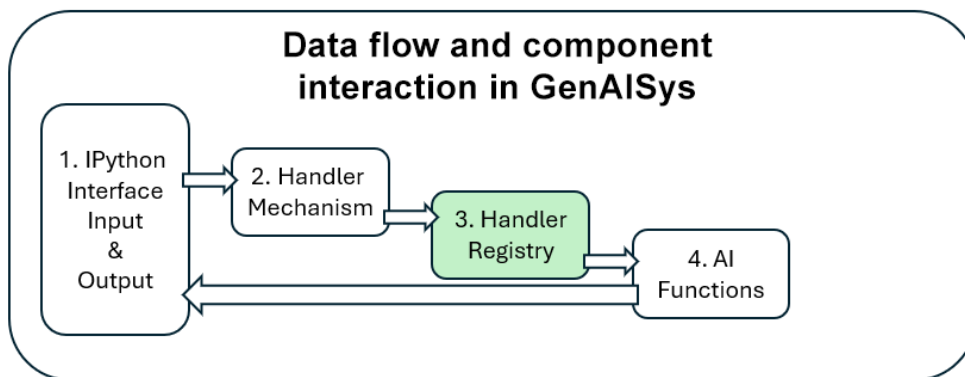 Data flow and component
interaction in GenAISys
1. IPython
Interface
Input
&
Output
2. Handler
Mechanism
3. Handler
Registry
4. AI
Functions